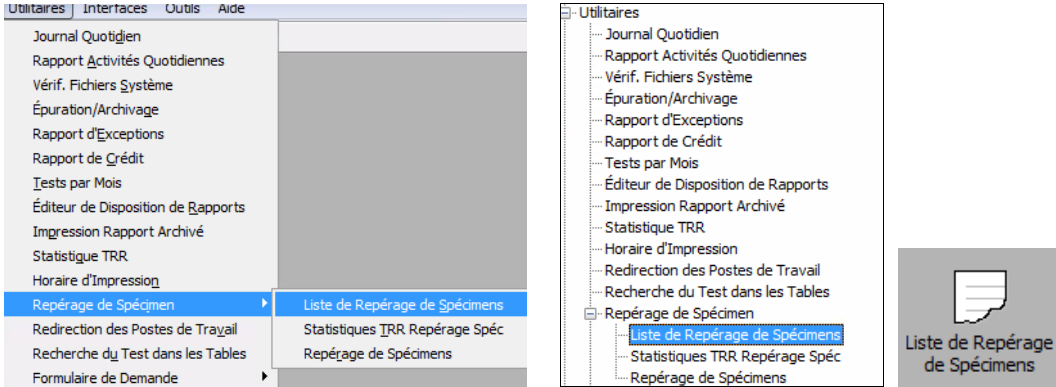 Utilitaires Interfaces Outils Aide
Journal Quotidien
Rapport Activités Quotidiennes
Vérif. Fichiers Système
Épuration/Archivage
Rapport d'Exceptions
Rapport de Crédit
Tests par Mois
Éditeur de Disposition de Rapports
Impression Rapport Archivé
Statistique TRR
Horaire d'Impression
Repérage de Spécimen
Redirection des Postes de Travail
Recherche du Test dans les Tables
Formulaire de Demande
Liste de Repérage de Spécimens
Statistiques TRR Repérage Spéc
Repérage de Spécimens
Utilitaires
Journal Quotidien
Rapport Activités Quotidiennes
Vérif. Fichiers Système
Épuration/Archivage
Rapport d'Exceptions
Rapport de Crédit
Tests par Mois
Éditeur de Disposition de Rapports
Impression Rapport Archivé
Statistique TRR
Horaire d'Impression
Redirection des Postes de Travail
Recherche du Test dans les Tables
Repérage de Spécimen
Liste de Repérage de Spécimens
Statistiques TRR Repérage Spéc
Repérage de Spécimens
Liste de Repérage
de Spécimens